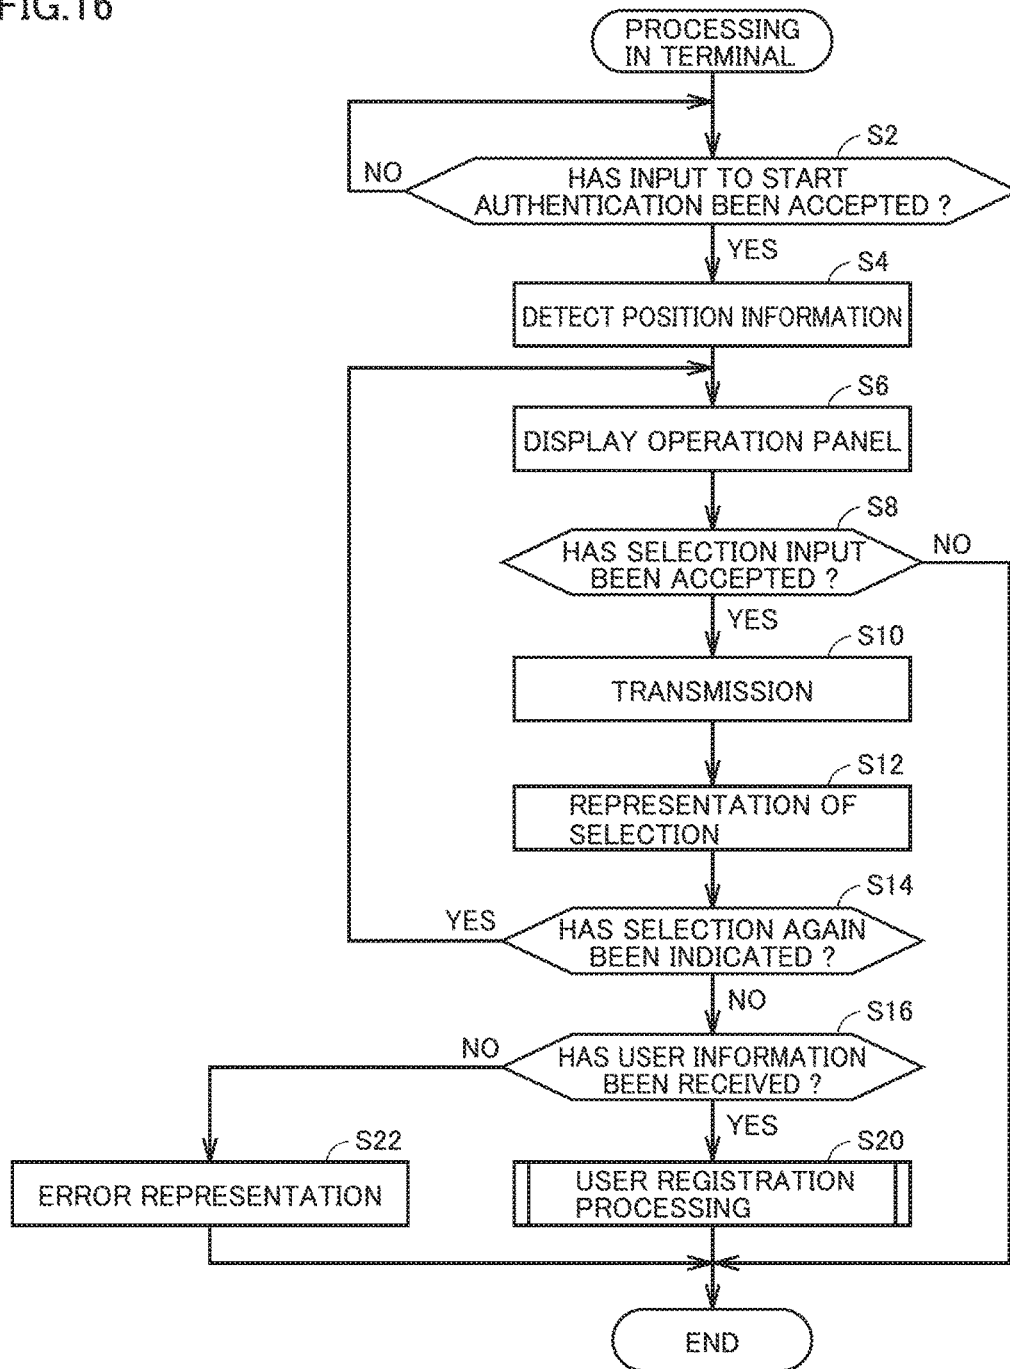 FIG.16
PROCESSING
IN TERMINAL
S2
NO
HAS INPUT TO START
AUTHENTICATION BEEN ACCEPTED ?
YES
S4
DETECT POSITION INFORMATION
S6
DISPLAY OPERATION PANEL
S8
HAS SELECTION INPUT
BEEN ACCEPTED ?
NO
YES
S10
TRANSMISSION
S12
REPRESENTATION OF
SELECTION
S14
YES
HAS SELECTION AGAIN
BEEN INDICATED ?
NO
S16
NO
HAS USER INFORMATION
BEEN RECEIVED ?
YES
S22
ERROR REPRESENTATION
S20
USER REGISTRATION
PROCESSING
END